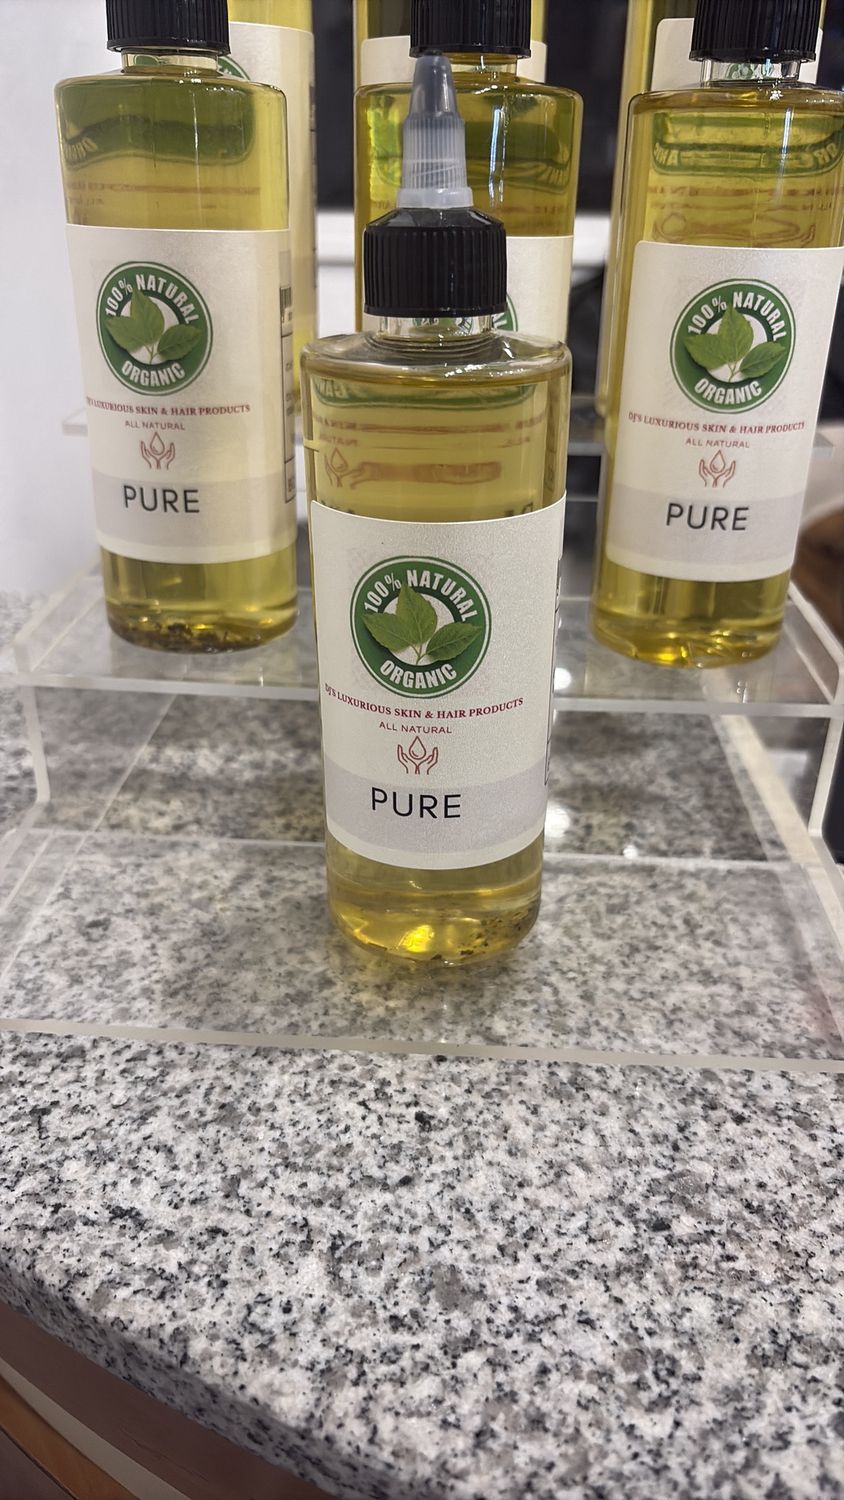 100% NATURAL
ORGANIC
DJ'S LUXURIOUS SKIN & HAIR PRODUCTS
ALL NATURAL
PURE
100% NATURAL
ORGANIC
DJ'S LUXURIOUS SKIN & HAIR PRODUCTS
ALL NATURAL
PURE
100% NATURAL
ORGANIC
DJ'S LUXURIOUS SKIN & HAIR PRODUCTS
ALL NATURAL
PURE